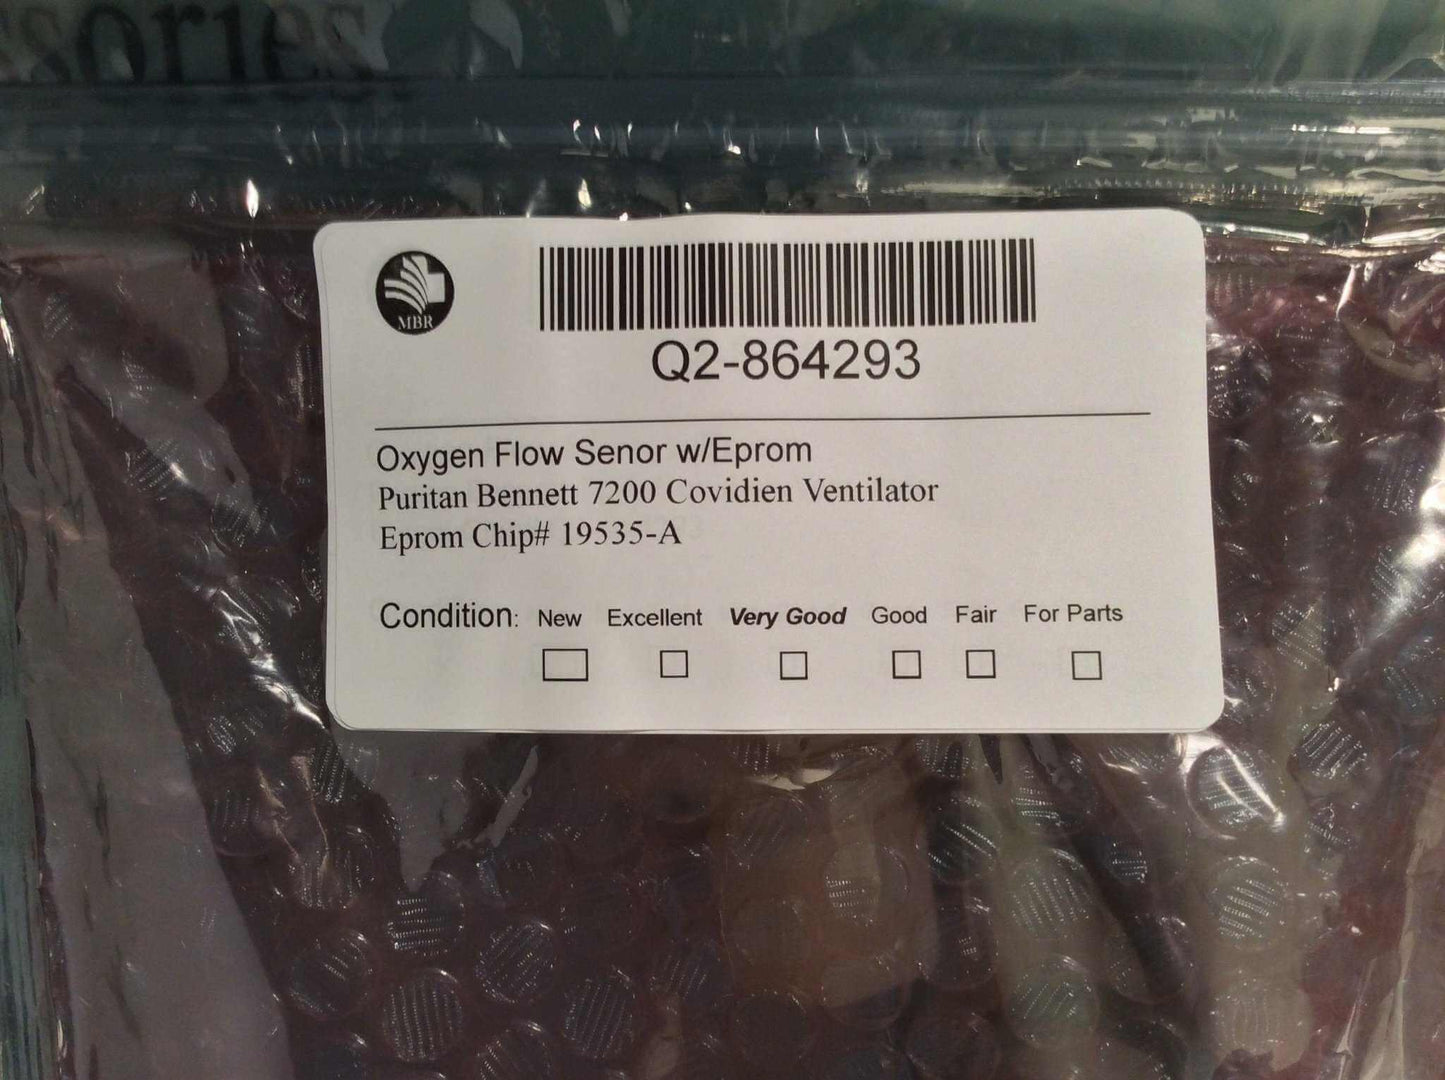 sories
MBR
Q2-864293
Oxygen Flow Senor w/Eprom
Puritan Bennett 7200 Covidien Ventilator
Eprom Chip# 19535-A
Condition: New Excellent Very Good Good Fair For Parts